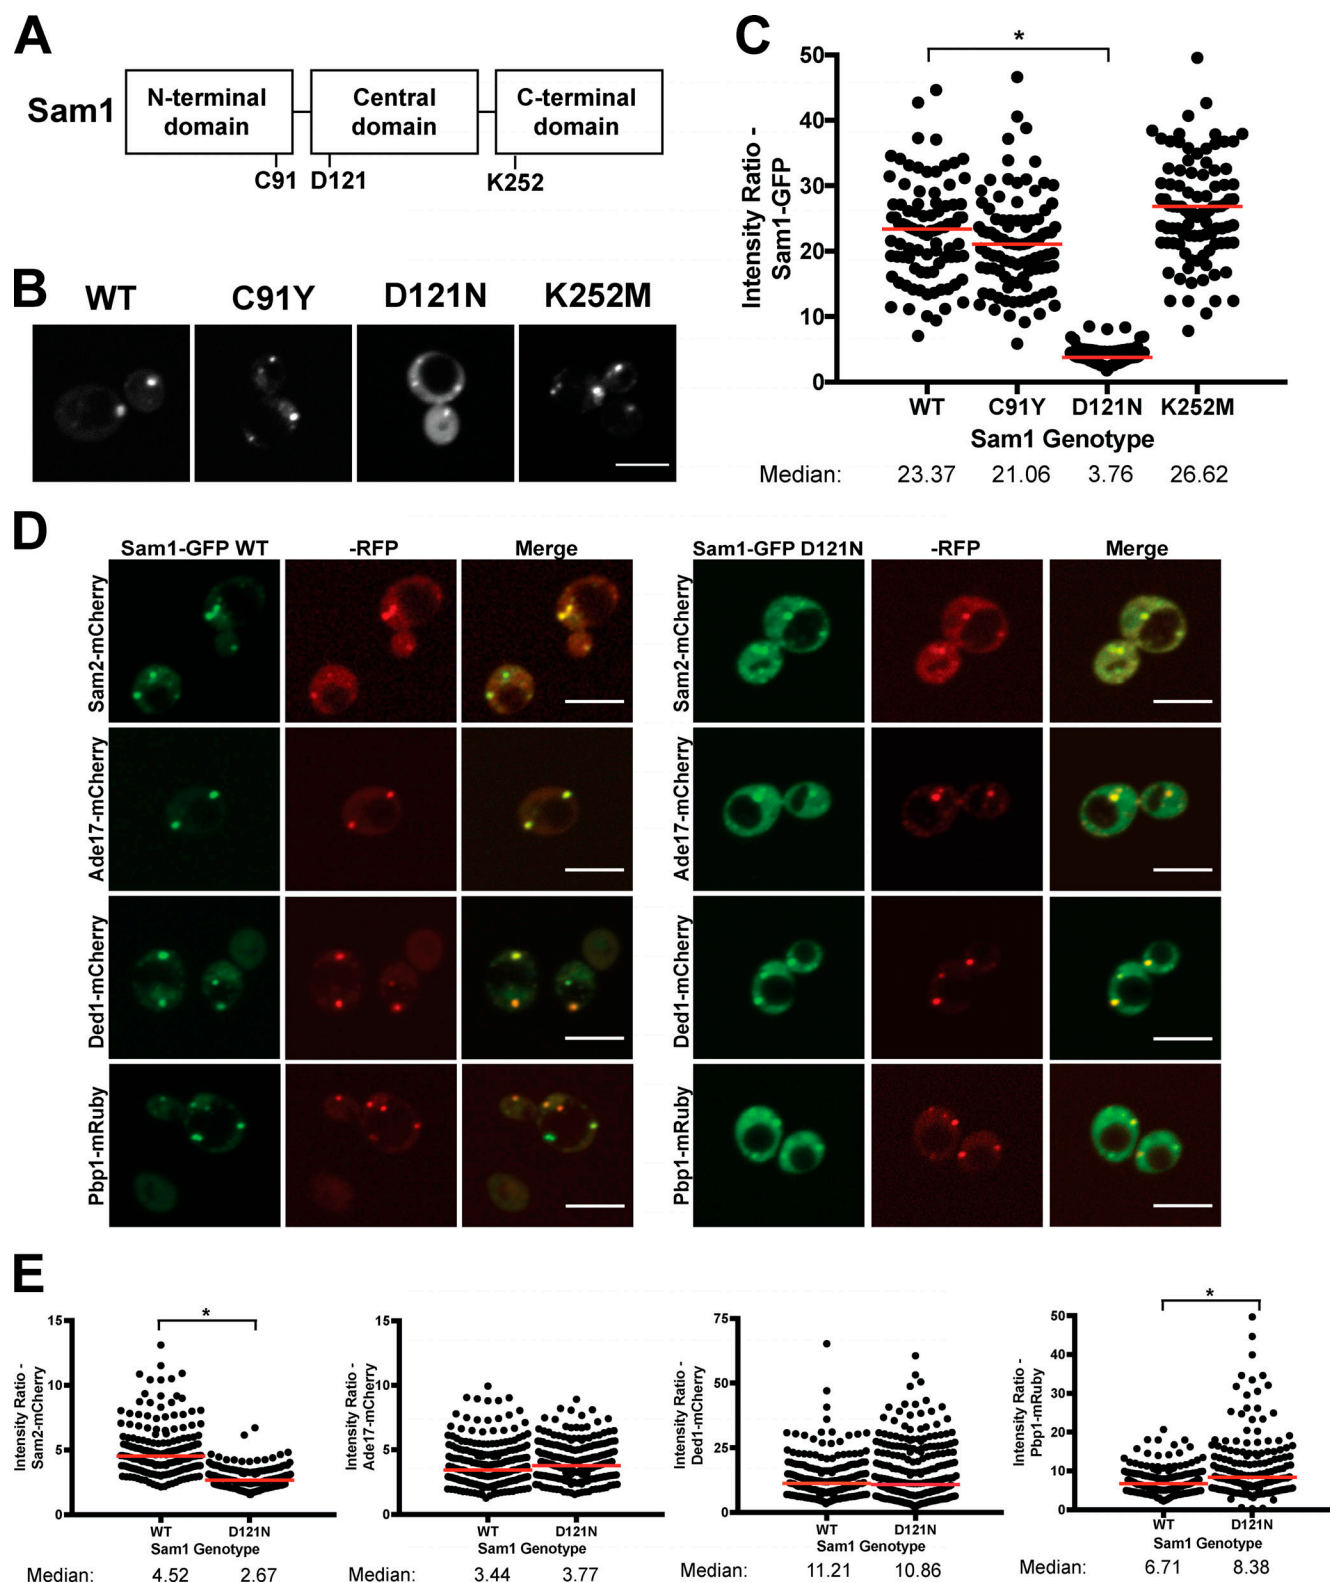 A
Sam1
N-terminal
domain
Central
domain
C-terminal
domain
C91 D121 K252
B
WT C91Y D121N K252M
C
*
Intensity Ratio -
Sam1-GFP
50
40
30
20
10
0
WT C91Y D121N K252M
Sam1 Genotype
Median: 23.37 21.06 3.76 26.62
D
Sam1-GFP WT -RFP Merge
Sam1-GFP D121N -RFP Merge
Sam2-mCherry
Ade17-mCherry
Ded1-mCherry
Pbp1-mRuby
Sam2-mCherry
Ade17-mCherry
Ded1-mCherry
Pbp1-mRuby
E
*
Intensity Ratio -
Sam2-mCherry
15
10
5
0
WT D121N
Sam1 Genotype
Median: 4.52 2.67
Intensity Ratio -
Ade17-mCherry
15
10
5
0
WT D121N
Sam1 Genotype
Median: 3.44 3.77
Intensity Ratio -
Ded1-mCherry
75
50
25
0
WT D121N
Sam1 Genotype
Median: 11.21 10.86
*
Intensity Ratio -
Pbp1-mRuby
50
40
30
20
10
0
WT D121N
Sam1 Genotype
Median: 6.71 8.38